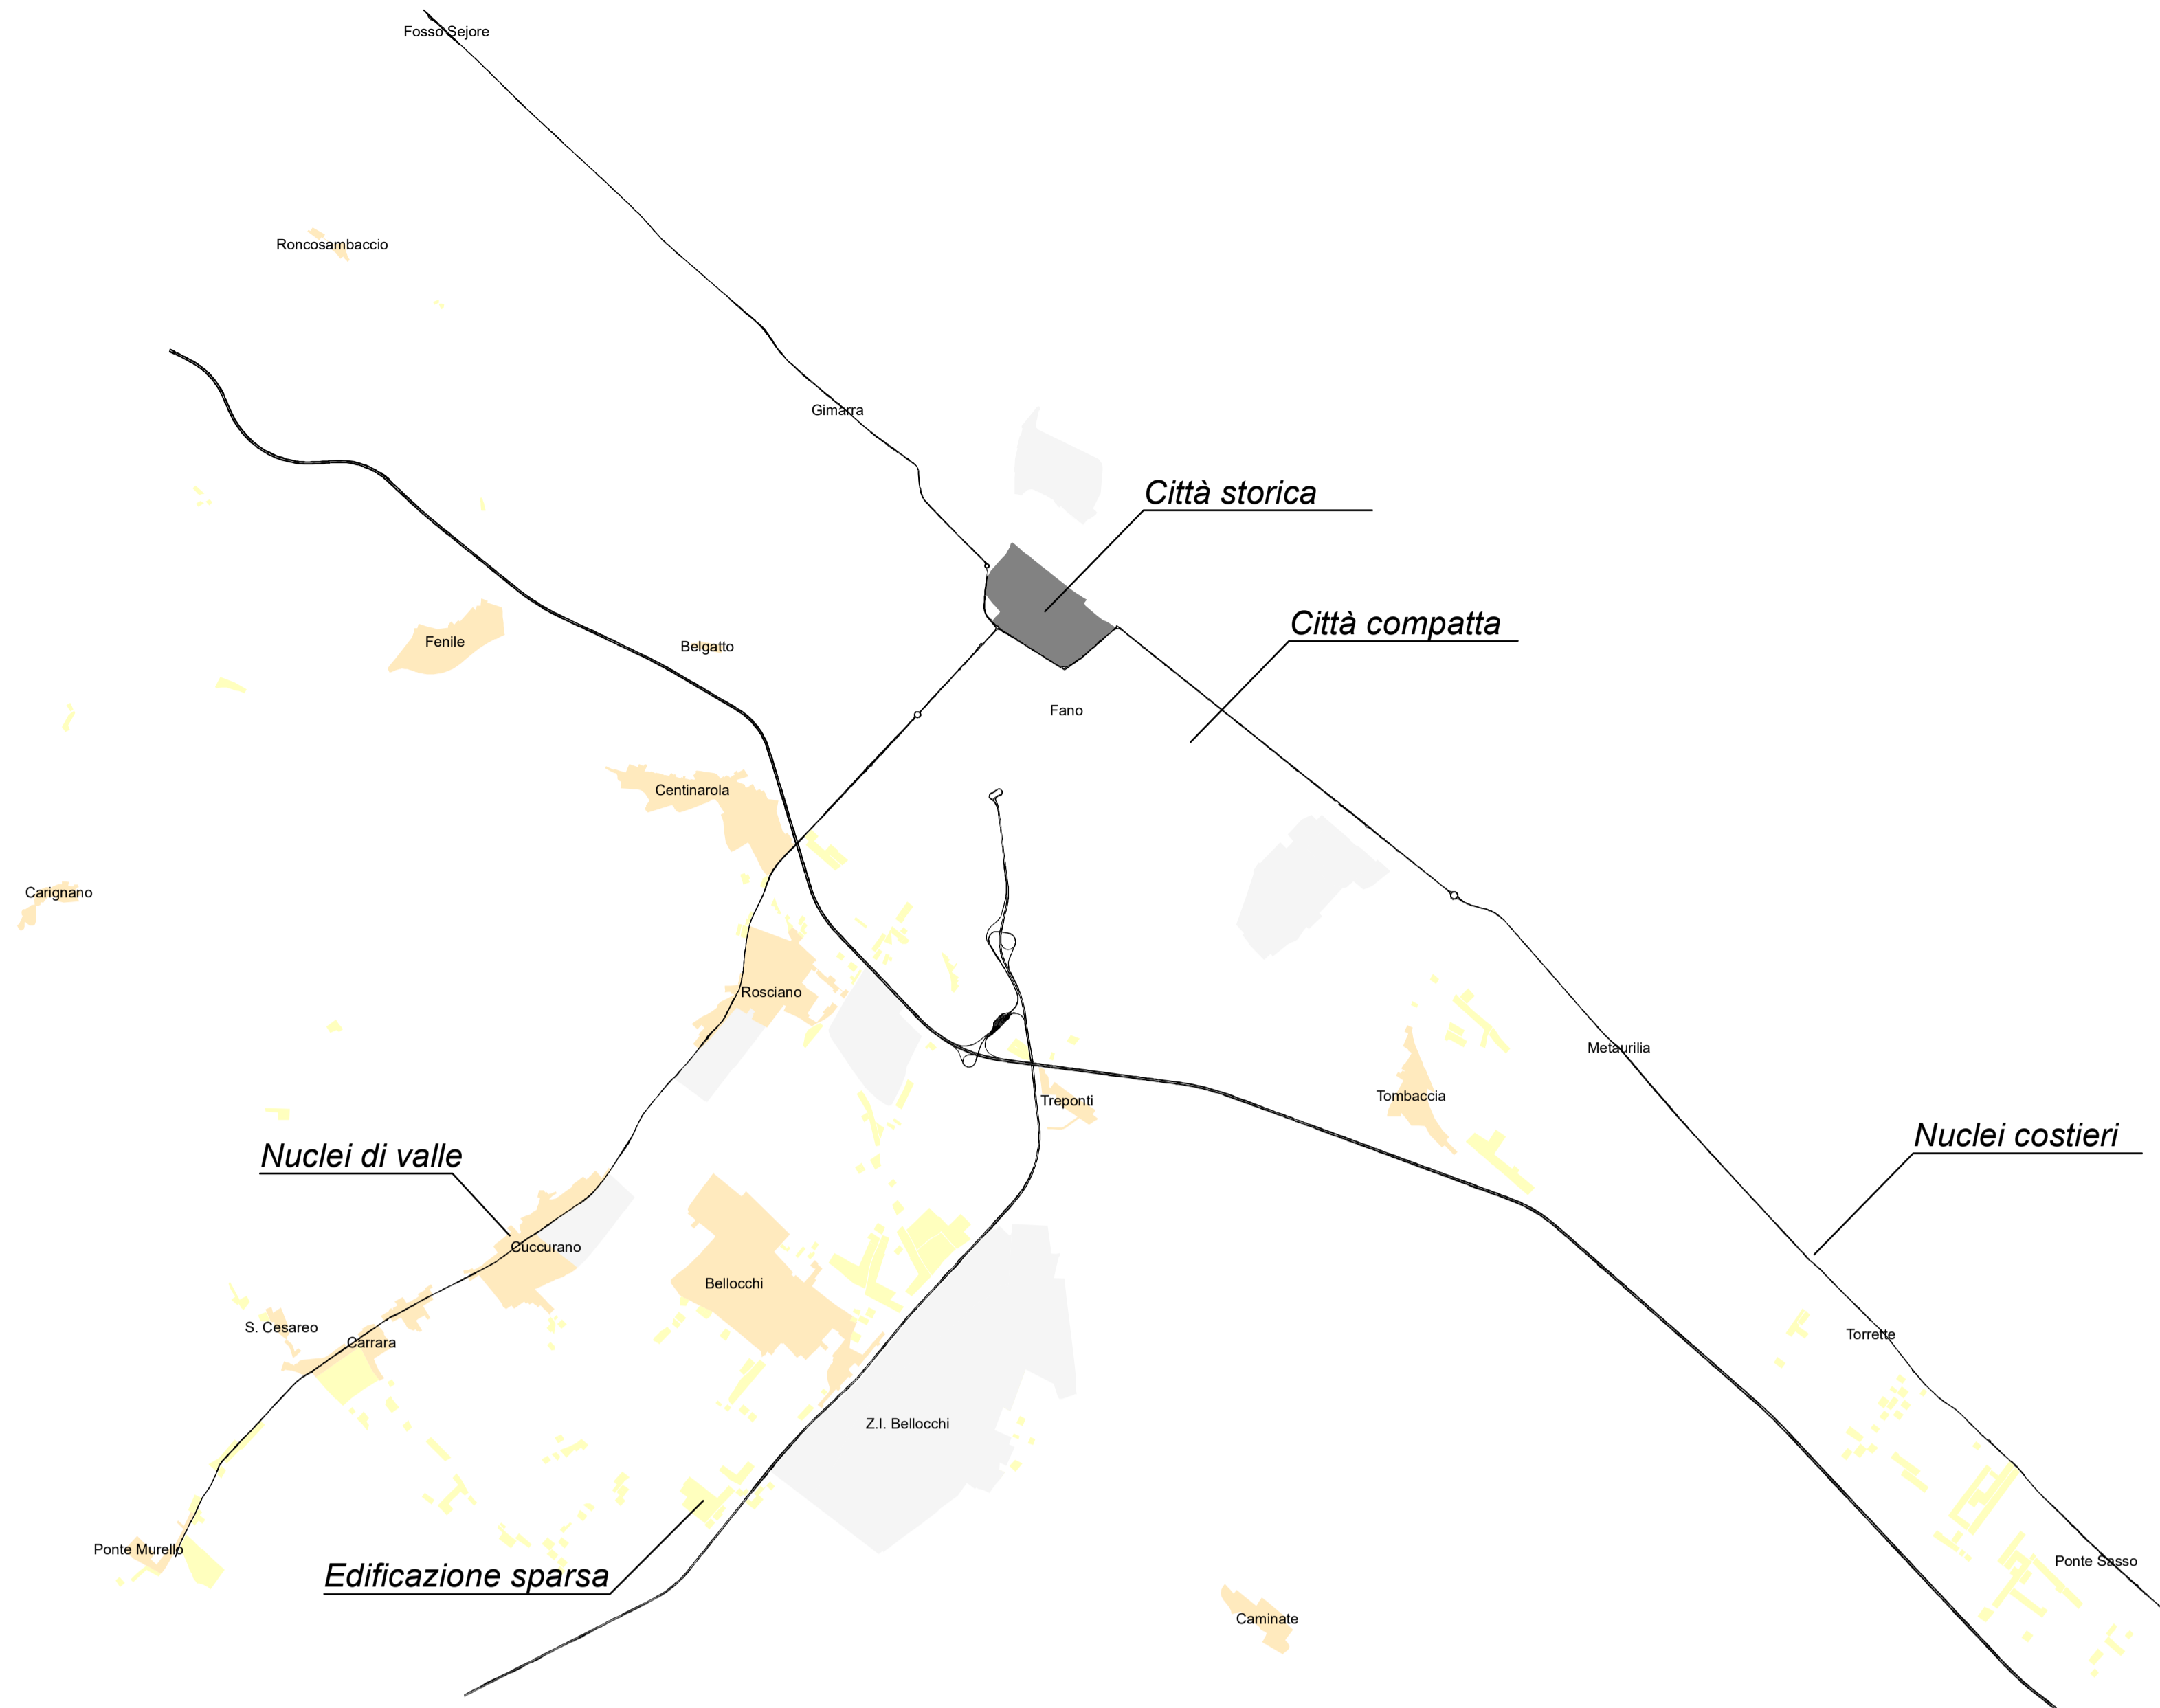 Fosso Sejore
Roncosambaccio
Gimarra
Città storica
Città compatta
Fenile
Belgatto
Fano
Centinarola
Carignano
Rosciano
Metaurilia
Tombaccia
Treponti
Nuclei costieri
Nuclei di valle
Cuccurano
Bellocchi
S. Cesareo
Torrette
Carrara
Z.I. Bellocchi
Ponte Murello
Ponte Sasso
Edificazione sparsa
Caminate